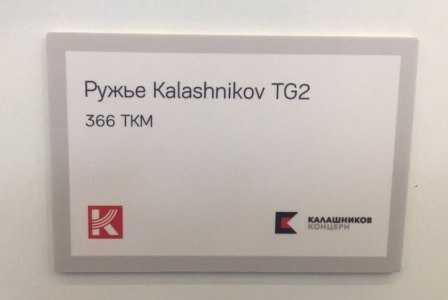 Ружье Kalashnikov TG2
366 ТКМ
КАЛАШНИКОВ
КОНЦЕРН